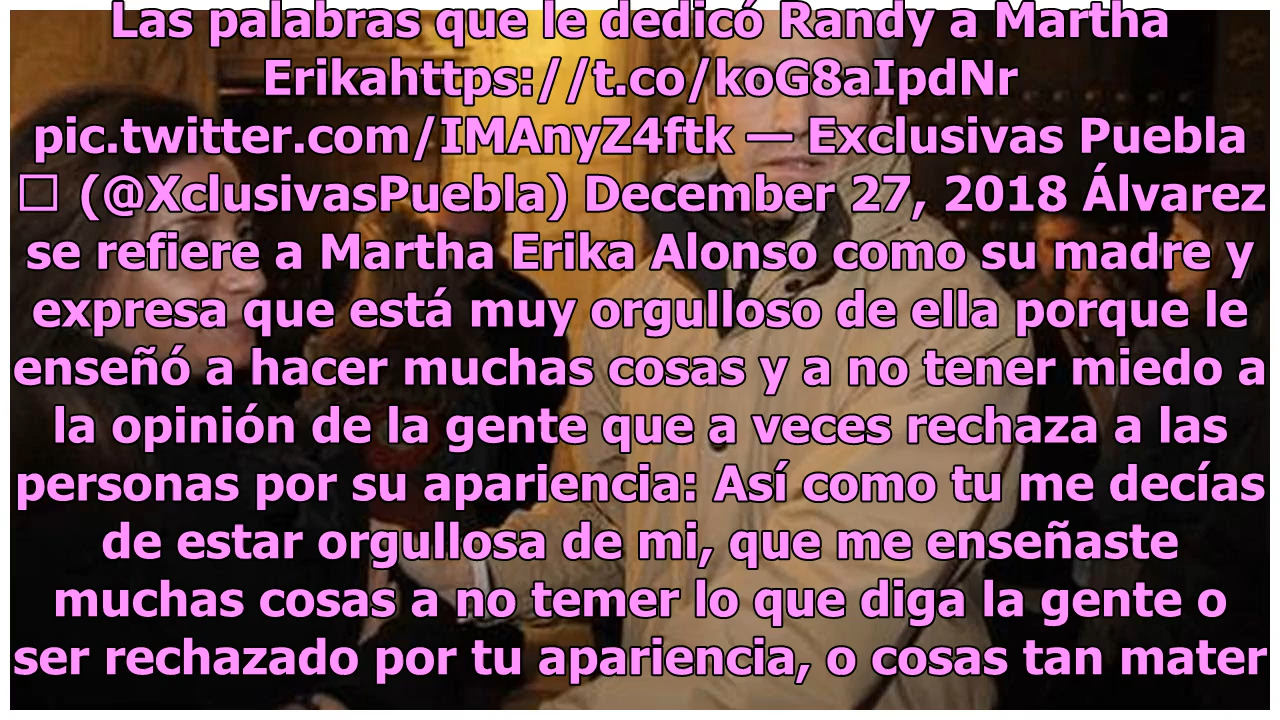 Las palabras que le dedicó Randy a Martha
Erikahttps://t.co/koG8aIpdNr
pic.twitter.com/IMAnyZ4ftk — Exclusivas Puebla
□ (@XclusivasPuebla) December 27, 2018 Álvarez
se refiere a Martha Erika Alonso como su madre y
expresa que está muy orgulloso de ella porque le
enseñó a hacer muchas cosas y a no tener miedo a
la opinión de la gente que a veces rechaza a las
personas por su apariencia: Así como tu me decías
de estar orgullosa de mi, que me enseñaste
muchas cosas a no temer lo que diga la gente o
ser rechazado por tu apariencia, o cosas tan mater